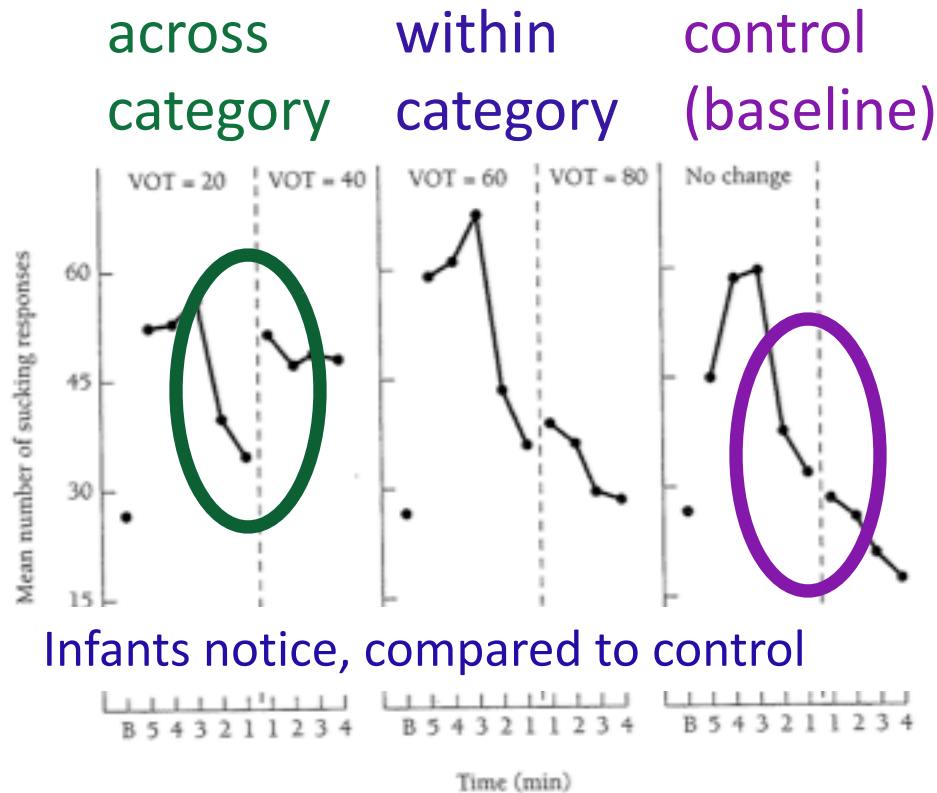 across within control
category category (baseline)
VOT = 20 VOT = 40 VOT = 60 VOT = 80 No change
Mean number of sucking responses
60
45
30
15
Infants notice, compared to control
B 5 4 3 2 1 1 2 3 4 B 5 4 3 2 1 1 2 3 4 B 5 4 3 2 1 1 2 3 4
Time (min)